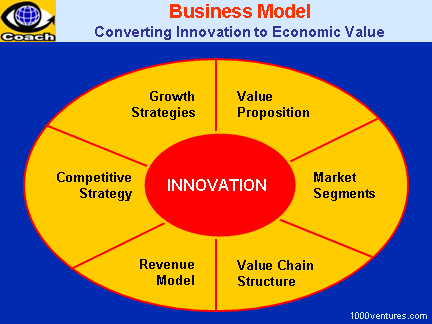 Business Model
Converting Innovation to Economic Value
Coach
Growth
Strategies
Value
Proposition
Competitive
Strategy
INNOVATION
Market
Segments
Revenue
Model
Value Chain
Structure
1000ventures.com